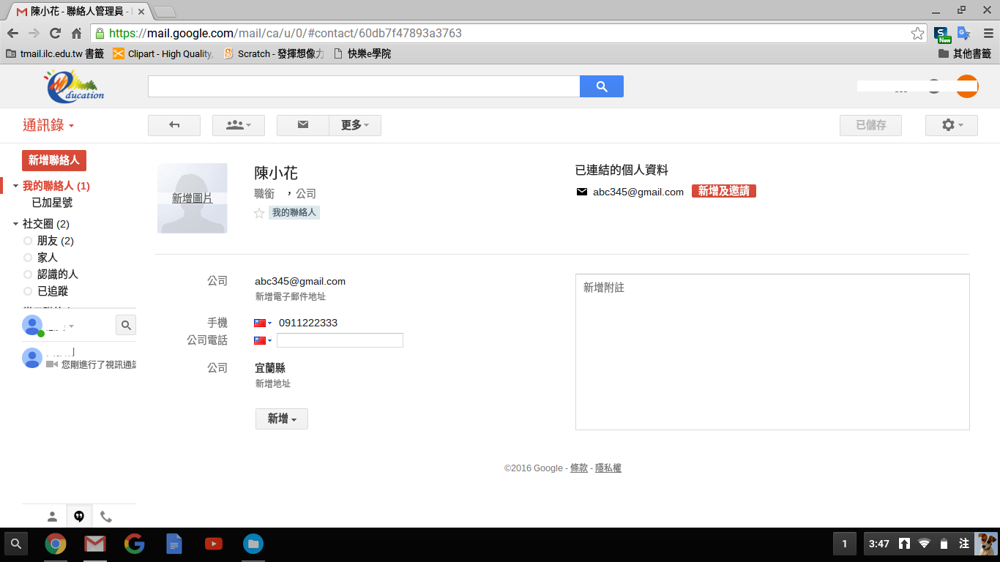 陳小花 - 聯絡人管理員 -
https://mail.google.com/mail/ca/u/0/#contact/60db7f47893a3763
New
tmail.ilc.edu.tw 書籤 Clipart - High Quality, Scratch - 發揮想像力 快樂e學院 其他書籤
education
通訊錄 更多 已儲存
新增聯絡人
我的聯絡人 (1)
已加星號
社交圈 (2)
朋友 (2)
家人
認識的人
已追蹤
您剛進行了視訊通話
新增圖片
陳小花
職銜 ，公司
我的聯絡人
已連結的個人資料
abc345@gmail.com 新增及邀請
公司 abc345@gmail.com
新增電子郵件地址
手機 0911222333
公司電話
公司 宜蘭縣
新增地址
新增
新增附註
©2016 Google - 條款 - 隱私權
1 3:47 注